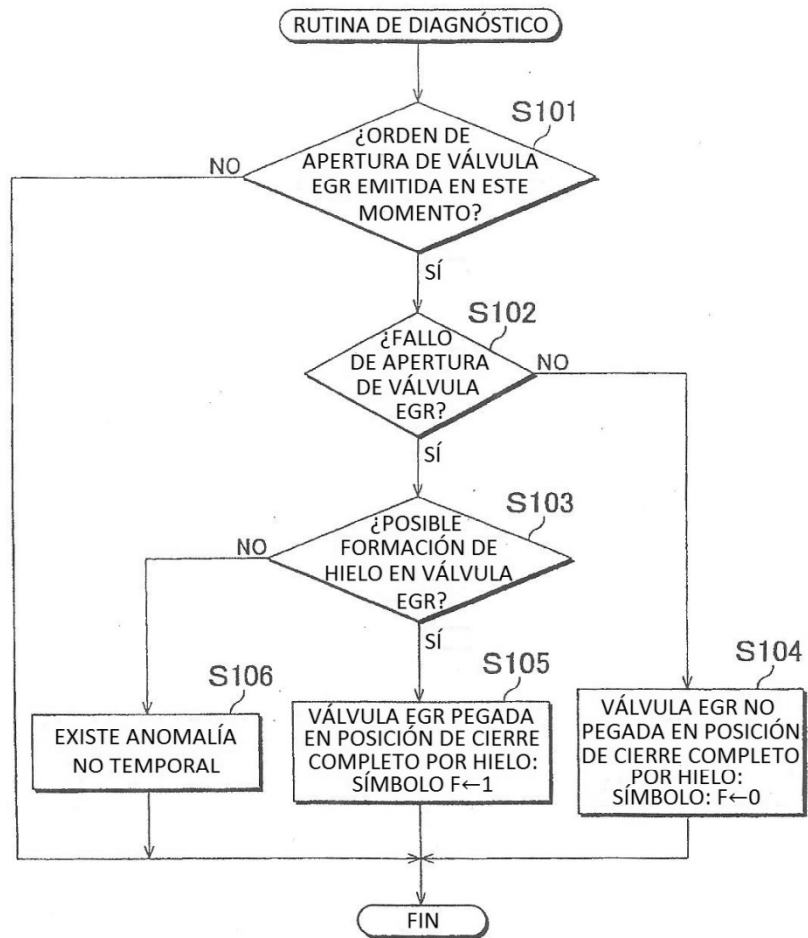 RUTINA DE DIAGNÓSTICO
S101
¿ORDEN DE
APERTURA DE VÁLVULA
EGR EMITIDA EN ESTE
MOMENTO?
NO
SÍ
S102
¿FALLO
DE APERTURA
DE VÁLVULA
EGR?
NO
SÍ
S103
¿POSIBLE
FORMACIÓN DE
HIELO EN VÁLVULA
EGR?
NO
SÍ
S106
EXISTE ANOMALÍA
NO TEMPORAL
S105
VÁLVULA EGR PEGADA
EN POSICIÓN DE CIERRE
COMPLETO POR HIELO:
SÍMBOLO F←1
S104
VÁLVULA EGR NO
PEGADA EN POSICIÓN
DE CIERRE COMPLETO
POR HIELO:
SÍMBOLO: F←0
FIN